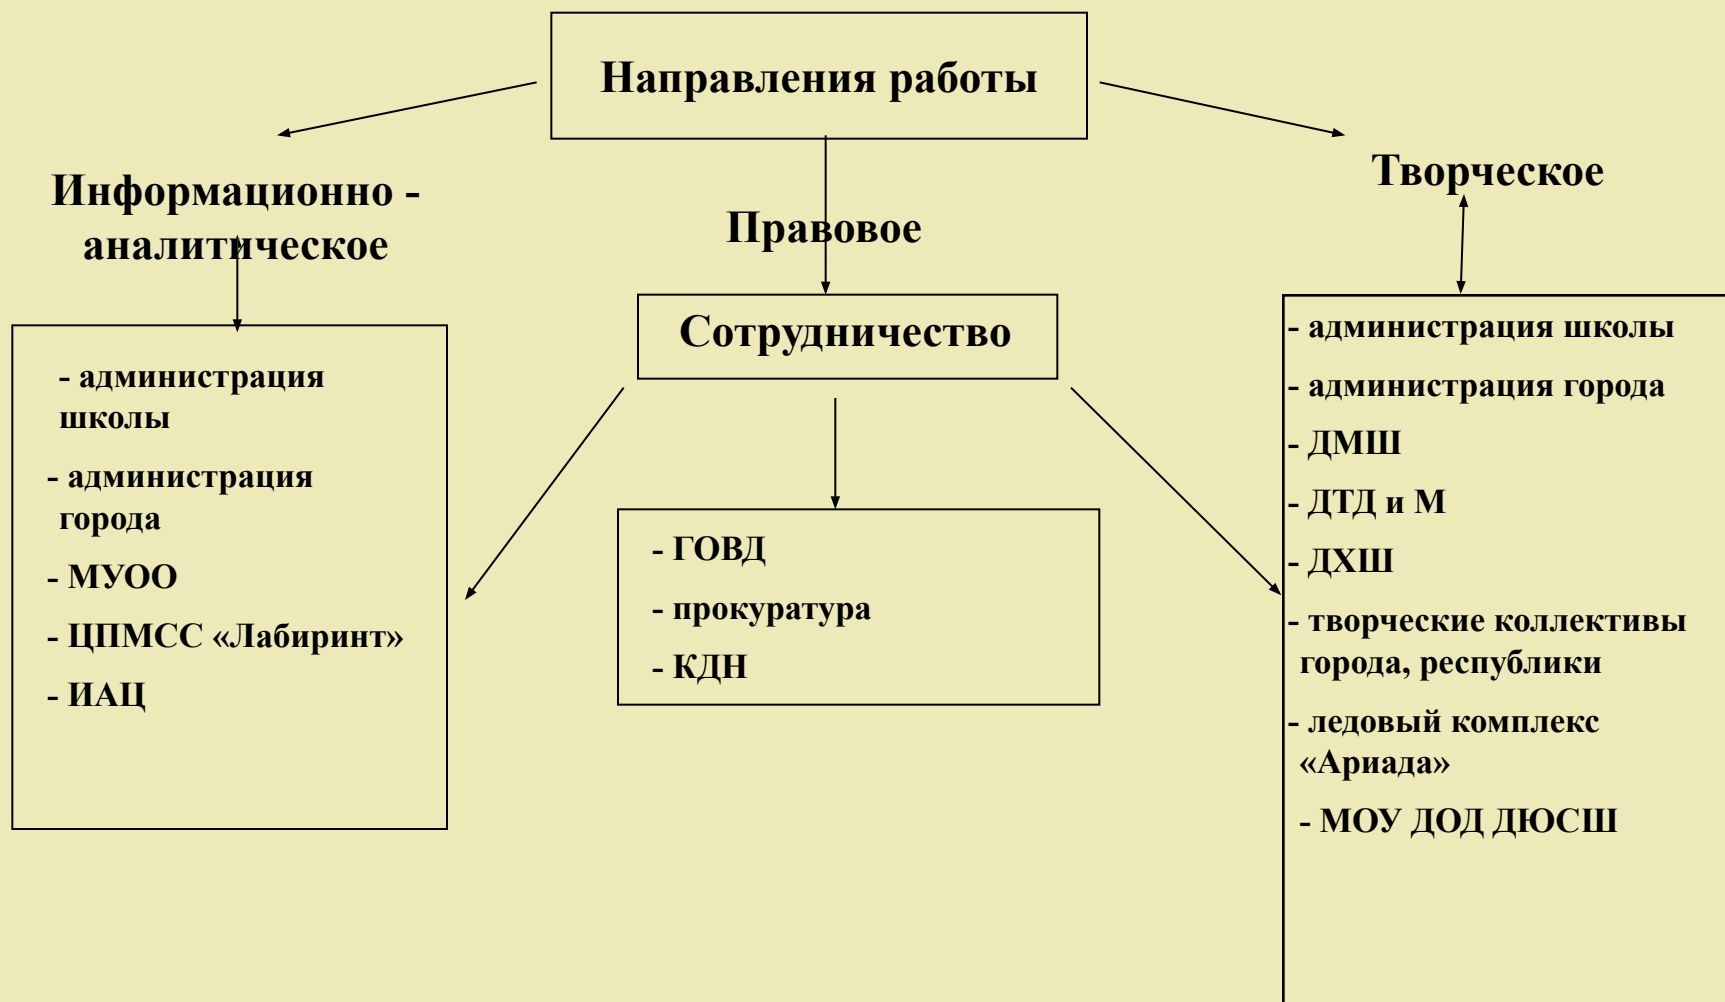 Направления работы
Информационно -
аналитическое
Правовое
Творческое
Сотрудничество
- администрация
школы
- администрация
города
- МУОО
- ЦПМСС «Лабиринт»
- ИАЦ
- ГОВД
- прокуратура
- КДН
- администрация школы
- администрация города
- ДМШ
- ДТД и М
- ДХШ
- творческие коллективы
города, республики
- ледовый комплекс
«Ариада»
- МОУ ДОД ДЮСШ